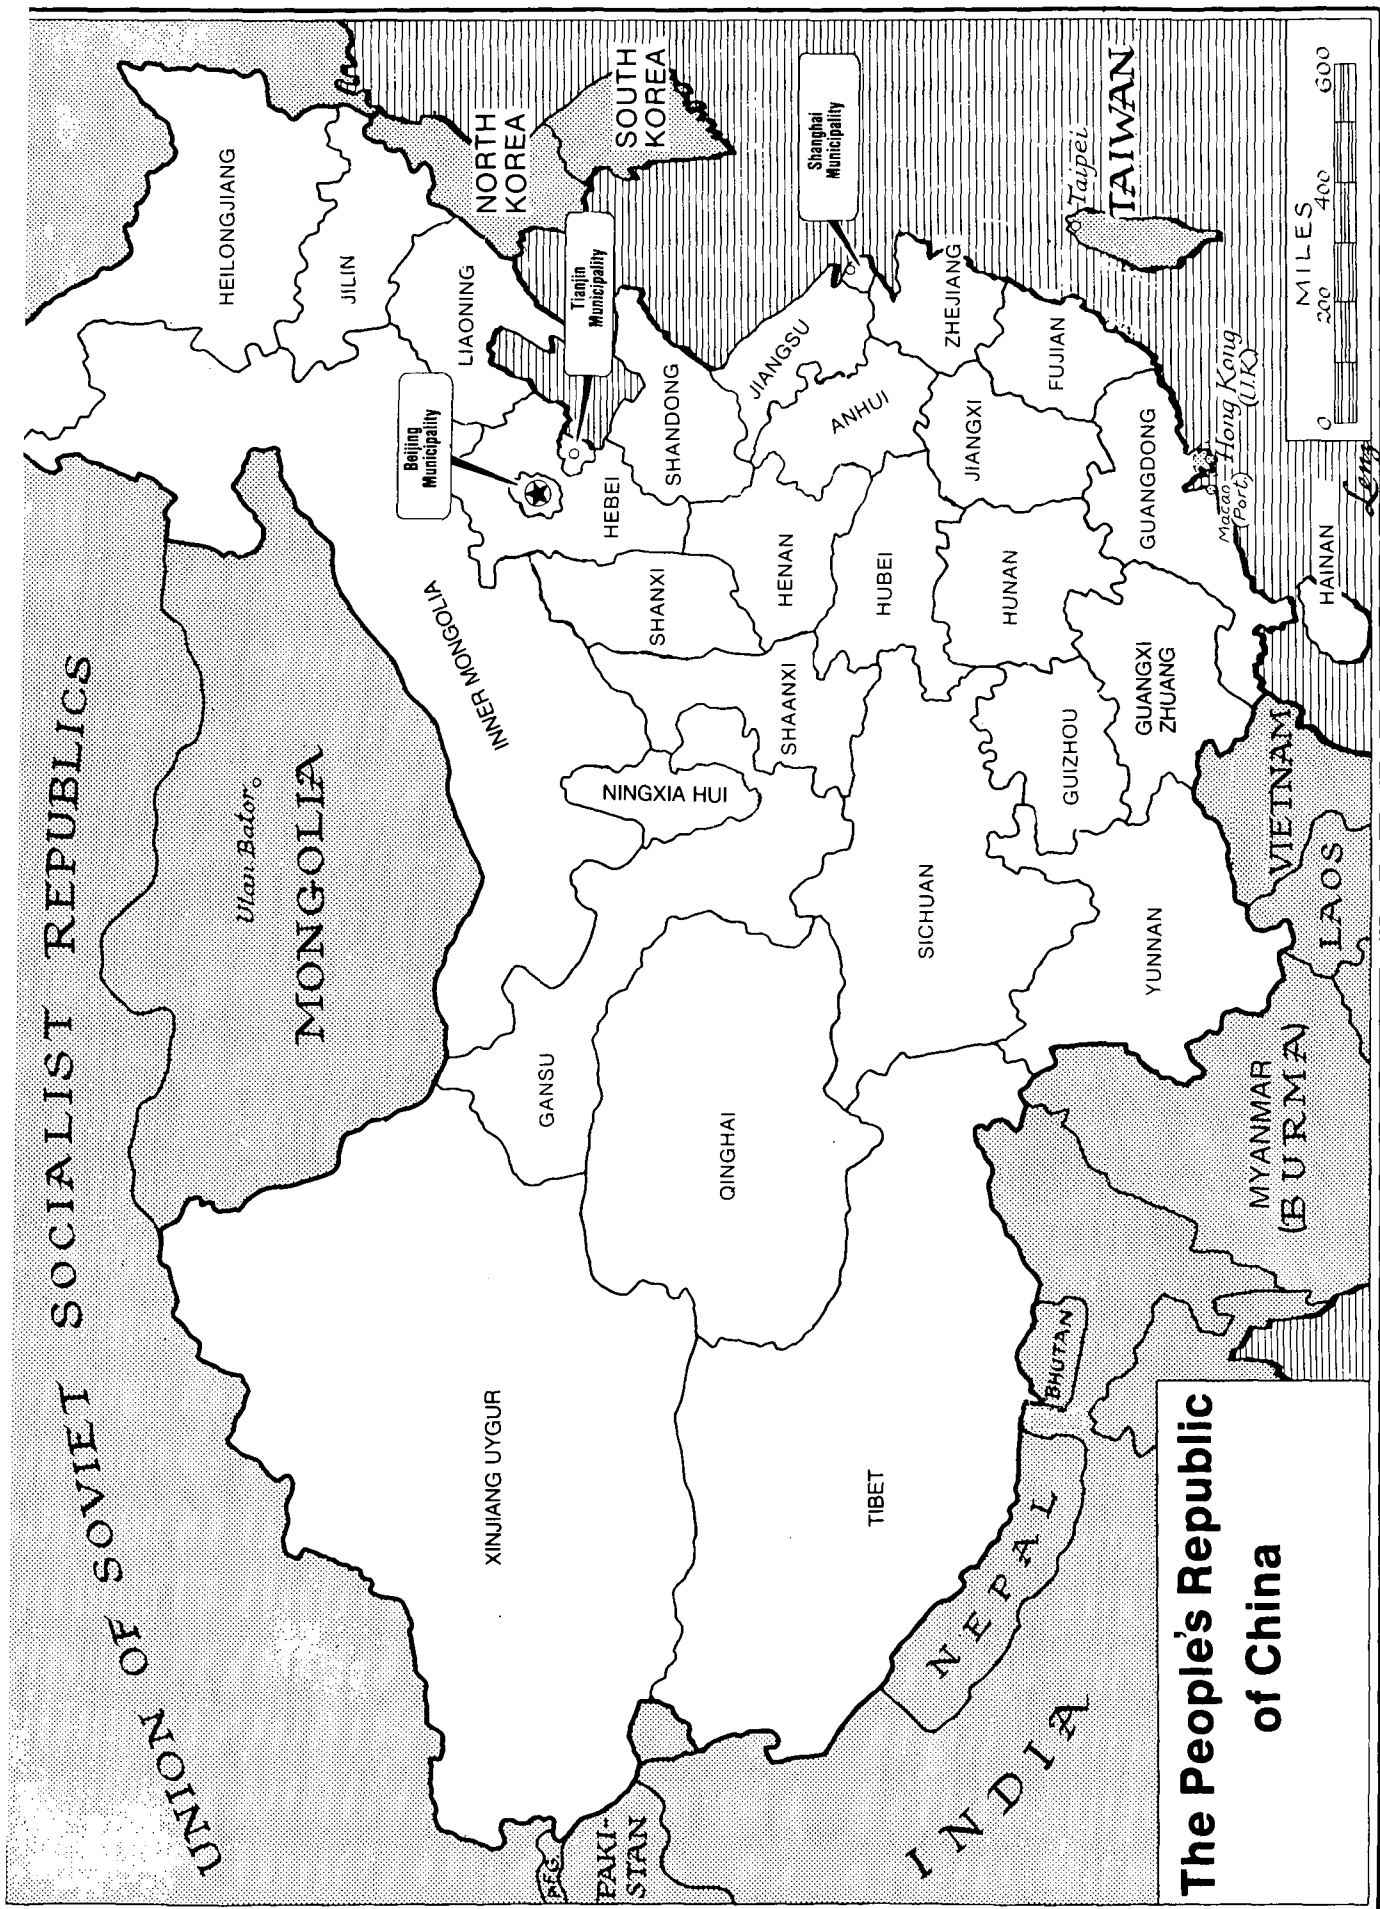 UNION OF SOVIET SOCIALIST REPUBLICS
Ulan Bator
MONGOLIA
HEILONGJIANG
JILIN
LIAONING
INNER MONGOLIA
Beijing
Municipality
Tianjin
Municipality
NORTH
KOREA
SOUTH
KOREA
XINJIANG UYGUR
GANSU
NINGXIA HUI
HEBEI
SHANXI
SHANDONG
QINGHAI
SHAANXI
HENAN
JIANGSU
Shanghai
Municipality
ANHUI
HUBEI
ZHEJIANG
TIBET
SICHUAN
HUNAN
JIANGXI
FUJIAN
GUIZHOU
GUANGXI
ZHUANG
GUANGDONG
YUNNAN
Taipei
TAIWAN
Hong Kong
(U.K.)
Macao
(Port.)
HAINAN
AFG.
PAKI-
STAN
INDIA
NEPAL
BHUTAN
MYANMAR
(BURMA)
LAOS
VIETNAM
The People's Republic
of China
MILES
0 200 400 600